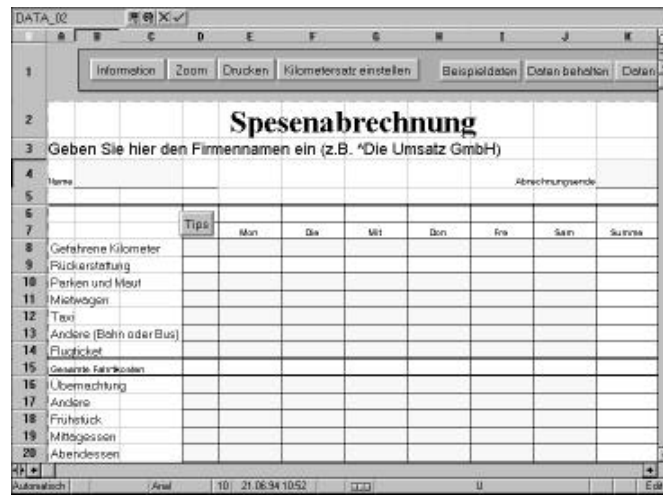 DATA_02
A B C D E F G H I J K
1 Information Zoom Drucken Kilometersatz einstellen Beispieldaten Daten behalten Daten
2 Spesenabrechnung
3 Geben Sie hier den Firmennamen ein (z.B. "Die Umsatz GmbH)
4 Name Abrechnungsende
5
6
Tips
7 Mon Die Mit Don Fre Sam Summe
8 Gefahrene Kilometer
9 Rückerstattung
10 Parken und Maut
11 Mietwagen
12 Taxi
13 Andere (Bahn oder Bus)
14 Flugticket
15 Gesamte Fahrtkosten
16 Übernachtung
17 Andere
18 Frühstück
19 Mittagessen
20 Abendessen
Automatisch Arial 10 21.06.94 10:52 U Edit